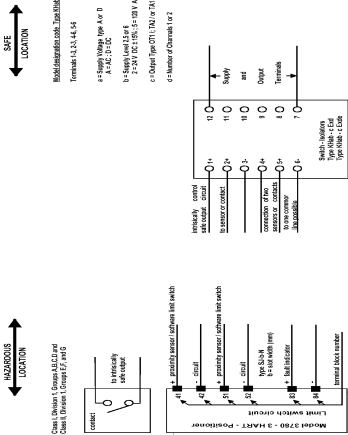 SAFE
LOCATION
Model designation code Type Khlab
Terminals 1-3, 2-3, 4-6, 5-6
a = Supply Voltage type A or D
A = AC ; D = DC
b = Supply Level 2,5 or 6
2 = 24 V DC ± 15% ; 5 = 120 V A
c = Output Type OT1 I; TA2 / or TA1
d = Number of Channels 1 or 2
Supply
and
Output
Terminals
12
11
10
9
8
7
1+
2+
3-
4+
5+
6-
Switch - Isolators
Type Khlab - c Exd
Type Khlab - c Exde
intrinsically control
safe output circuit
to sensor or contact
connection of two
sensors or contacts
to one common
line possible
HAZARDOUS
LOCATION
Class I, Division 1, Groups A,B,C,D and
Class II, Division 1, Groups E,F, and G
contact
to intrinsically
safe output
+ proximity sensor / software limit switch
- circuit
+ proximity sensor / software limit switch
- circuit
type SJ-b-N
b = slot width (mm)
+ fault indicator
-
terminal block number
41
42
51
52
83
84
Limit switch circuit
Model 3780 - 3 HART - Positioner